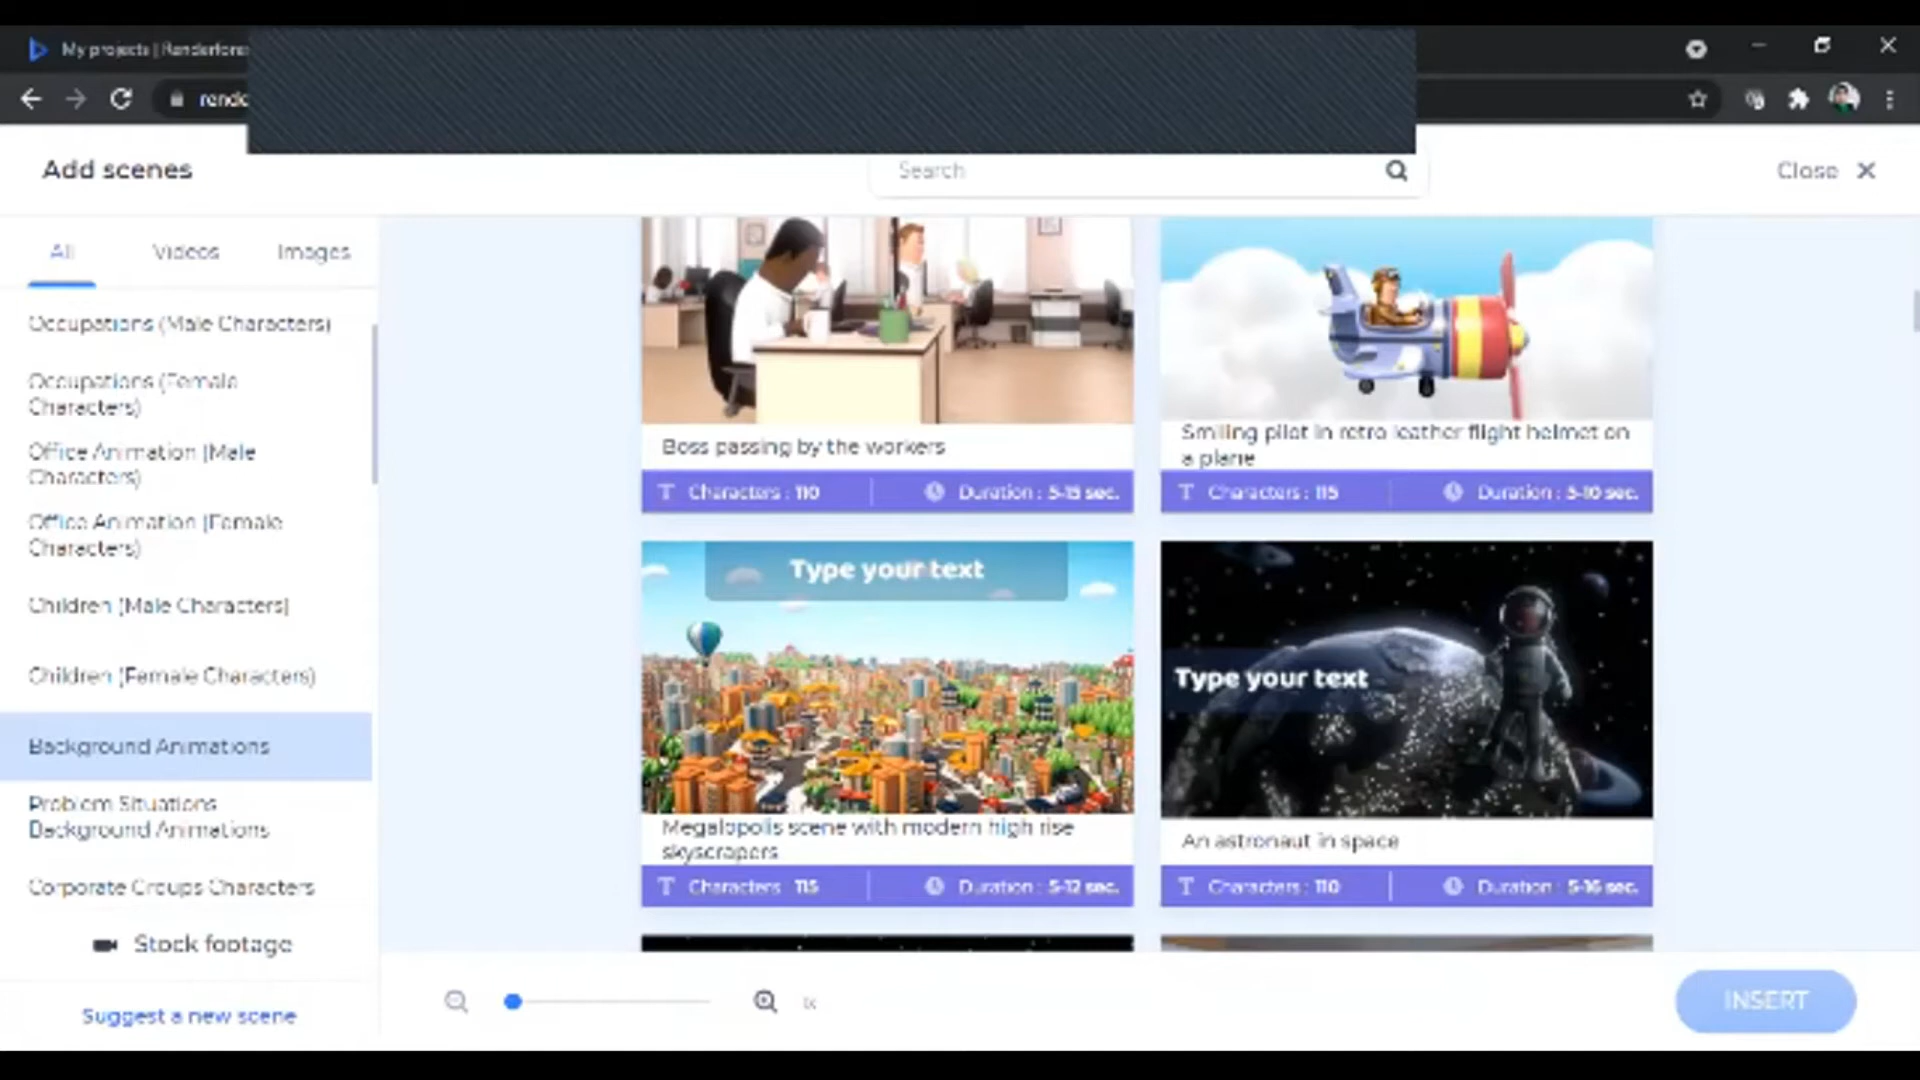 My projects | Renderfore
rende
Add scenes
Search
Close
All
Videos
Images
Occupations (Male Characters)
Occupations (Female
Characters)
Office Animation (Male
Characters)
Office Animation (Female
Characters)
Children (Male Characters)
Children (Female Characters)
Background Animations
Problem Situations
Background Animations
Corporate Groups Characters
Stock footage
Suggest a new scene
Boss passing by the workers
T Characters : 110
Duration : 5-15 sec.
Smiling pilot in retro leather flight helmet on
a plane
T Characters : 115
Duration : 5-10 sec.
Type your text
Megalopolis scene with modern high rise
skyscrapers
T Characters : 115
Duration : 5-12 sec.
Type your text
An astronaut in space
T Characters : 110
Duration : 5-16 sec.
1x
INSERT